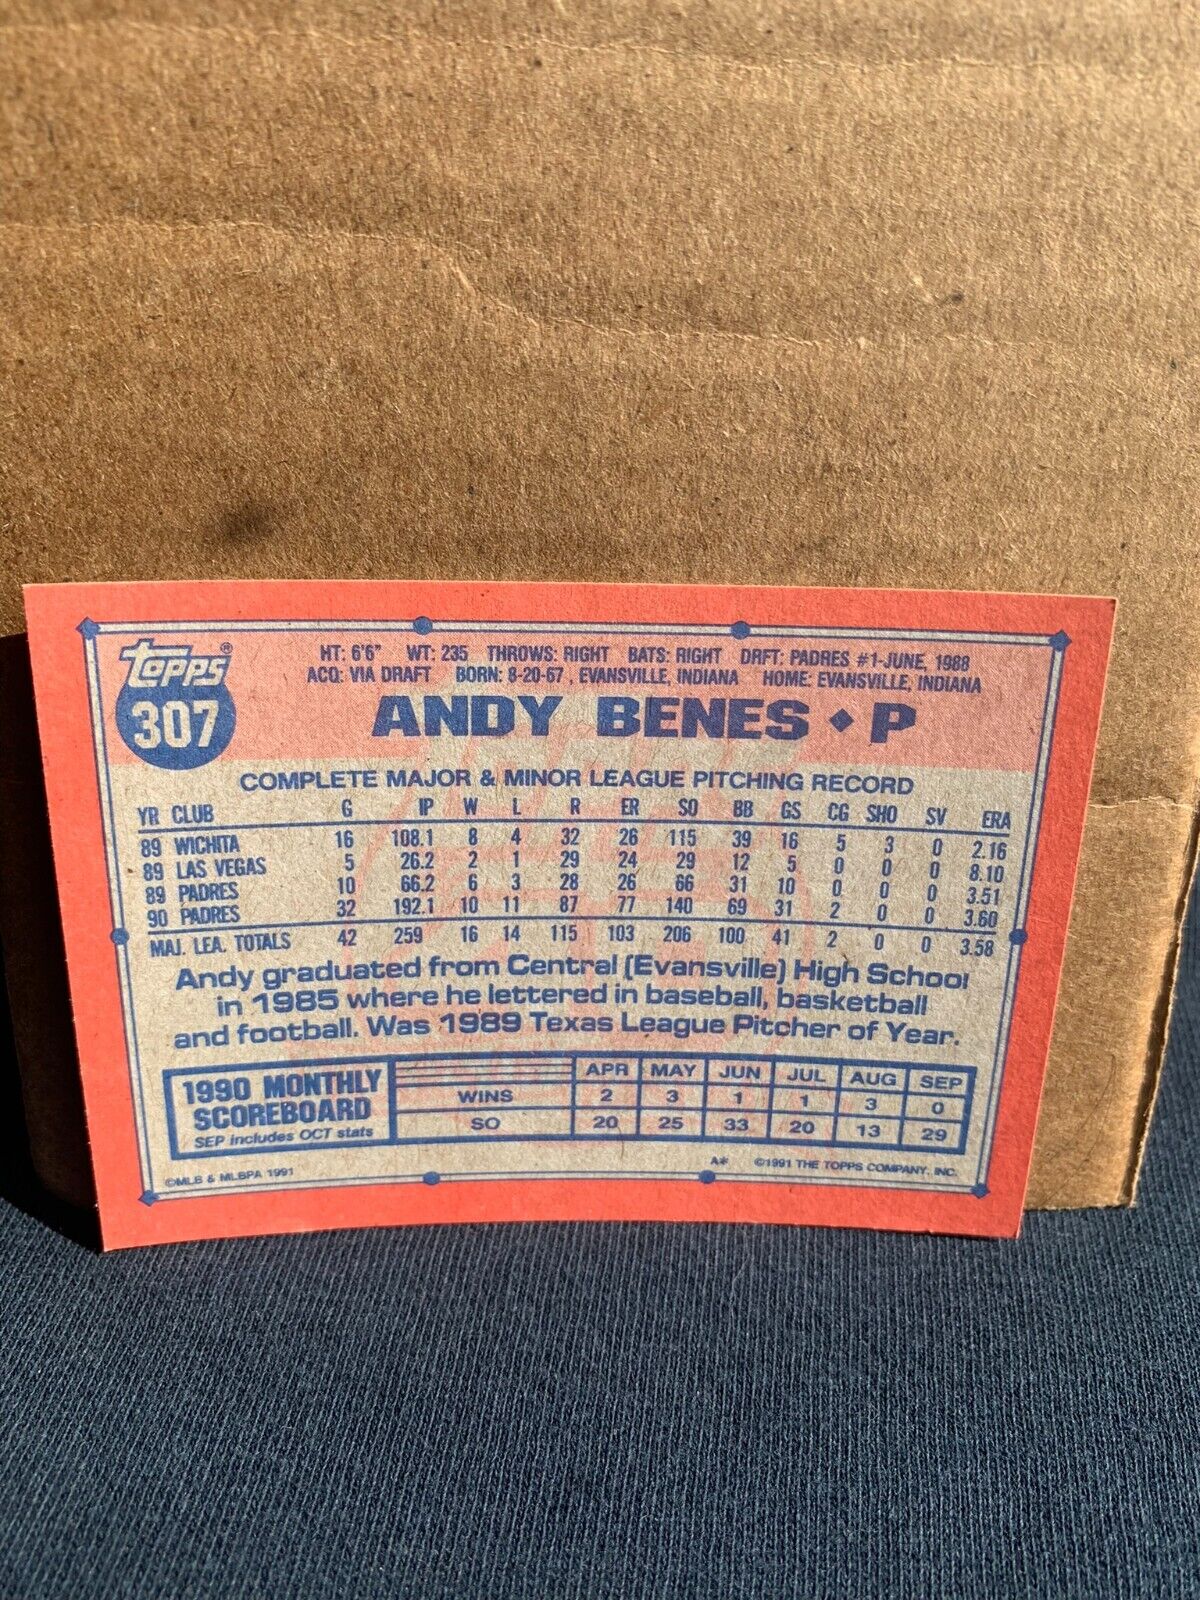 topps®
307
HT: 6'6" WT: 235 THROWS: RIGHT BATS: RIGHT DRFT: PADRES #1-JUNE, 1988
ACQ: VIA DRAFT BORN: 8-20-67, EVANSVILLE, INDIANA HOME: EVANSVILLE, INDIANA
ANDY BENES ♦ P
COMPLETE MAJOR & MINOR LEAGUE PITCHING RECORD
YR CLUB G IP W L R ER SO BB GS CG SHO SV ERA
89 WICHITA 16 108.1 8 4 32 26 115 39 16 5 3 0 2.16
89 LAS VEGAS 5 26.2 2 1 29 24 29 12 5 0 0 0 8.10
89 PADRES 10 66.2 6 3 28 26 66 31 10 0 0 0 3.51
90 PADRES 32 192.1 10 11 87 77 140 69 31 2 0 0 3.60
MAJ. LEA. TOTALS 42 259 16 14 115 103 206 100 41 2 0 0 3.58
Andy graduated from Central (Evansville) High School
in 1985 where he lettered in baseball, basketball
and football. Was 1989 Texas League Pitcher of Year.
1990 MONTHLY
SCOREBOARD
SEP includes OCT stats
APR MAY JUN JUL AUG SEP
WINS 2 3 1 1 3 0
SO 20 25 33 20 13 29
©MLB & MLBPA 1991
A* ©1991 THE TOPPS COMPANY, INC.